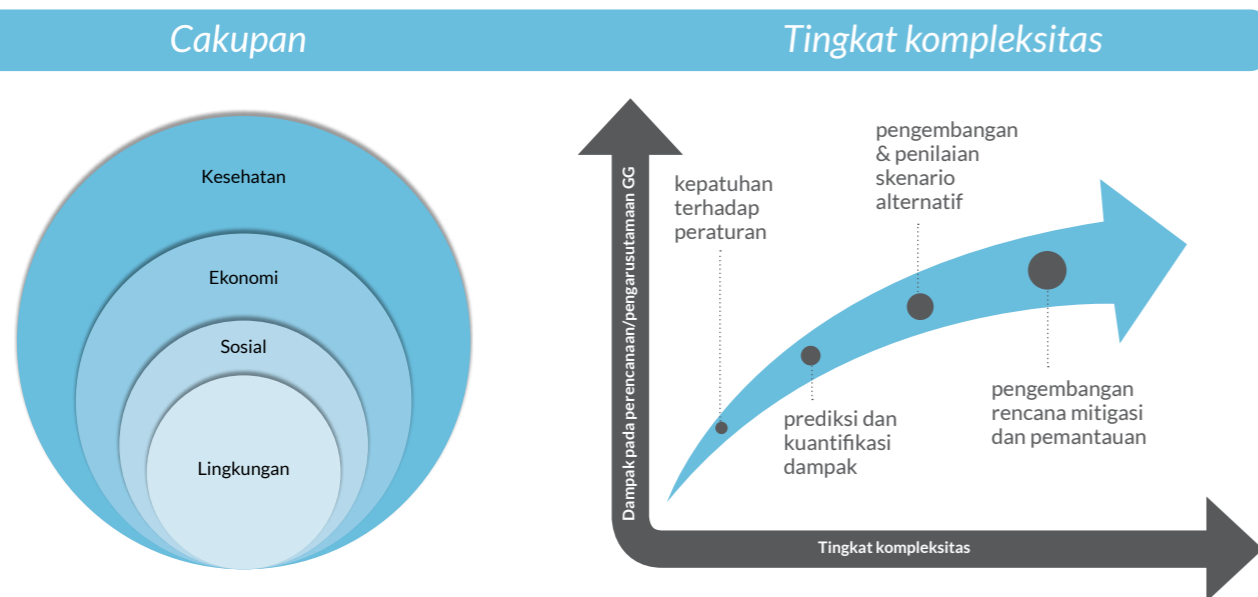 Cakupan
Kesehatan
Ekonomi
Sosial
Lingkungan
Tingkat kompleksitas
Dampak pada perencanaan/pengarusutamaan GG
kepatuhan
terhadap
peraturan
prediksi dan
kuantifikasi
dampak
pengembangan
& penilaian
skenario
alternatif
pengembangan
rencana mitigasi
dan pemantauan
Tingkat kompleksitas